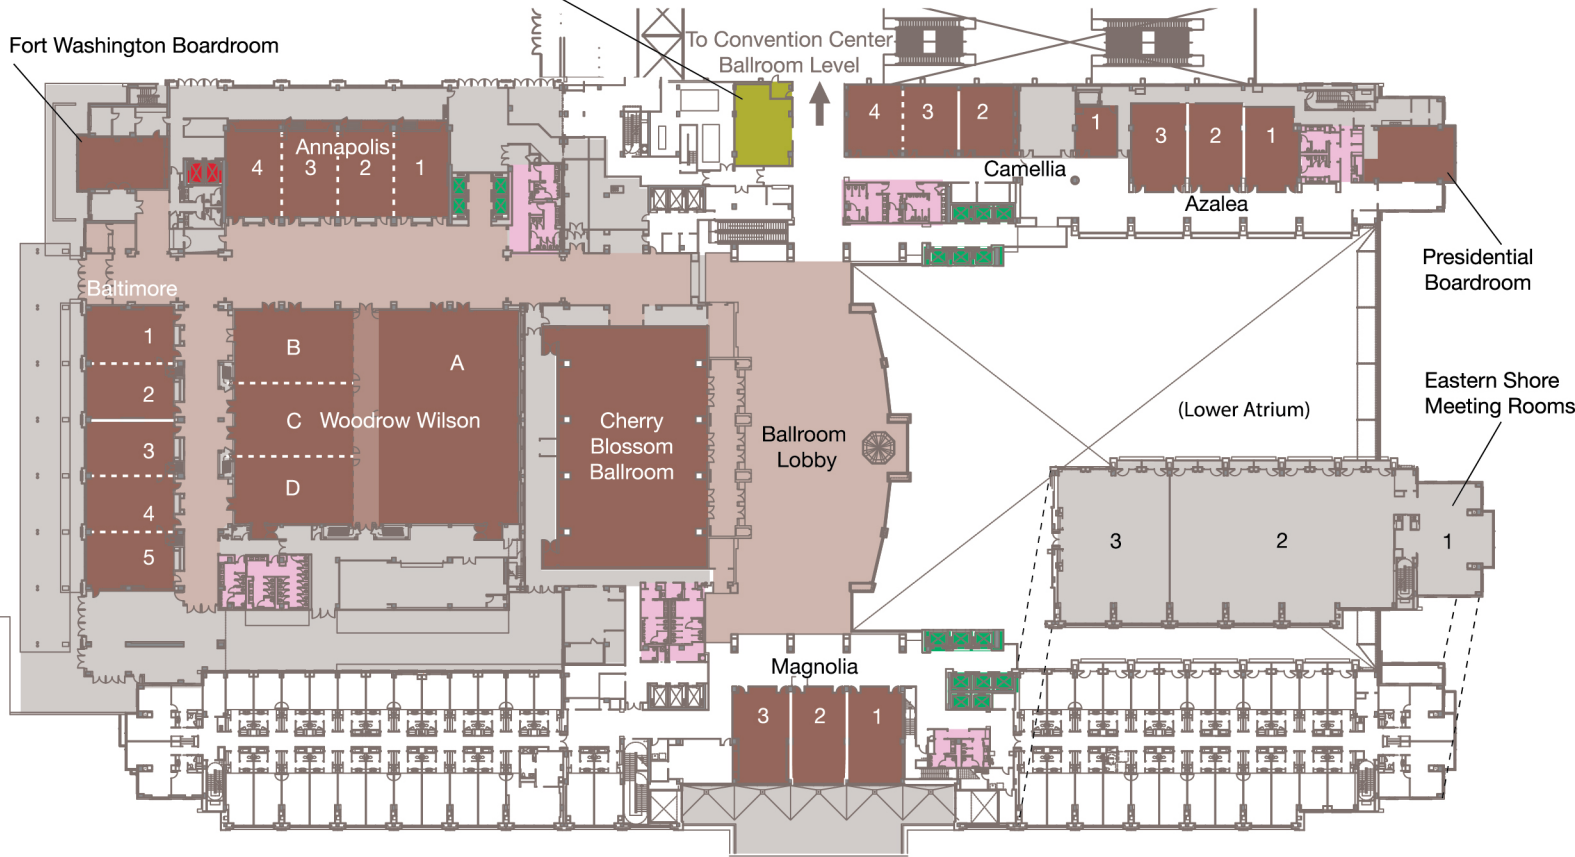 Fort Washington Boardroom
To Convention Center
Ballroom Level
Annapolis
4
3
2
1
4
3
2
1
Camellia
3
2
1
Azalea
Presidential
Boardroom
Baltimore
1
2
3
4
5
B
A
C
Woodrow Wilson
D
Cherry
Blossom
Ballroom
Ballroom
Lobby
(Lower Atrium)
Eastern Shore
Meeting Rooms
3
2
1
Magnolia
3
2
1